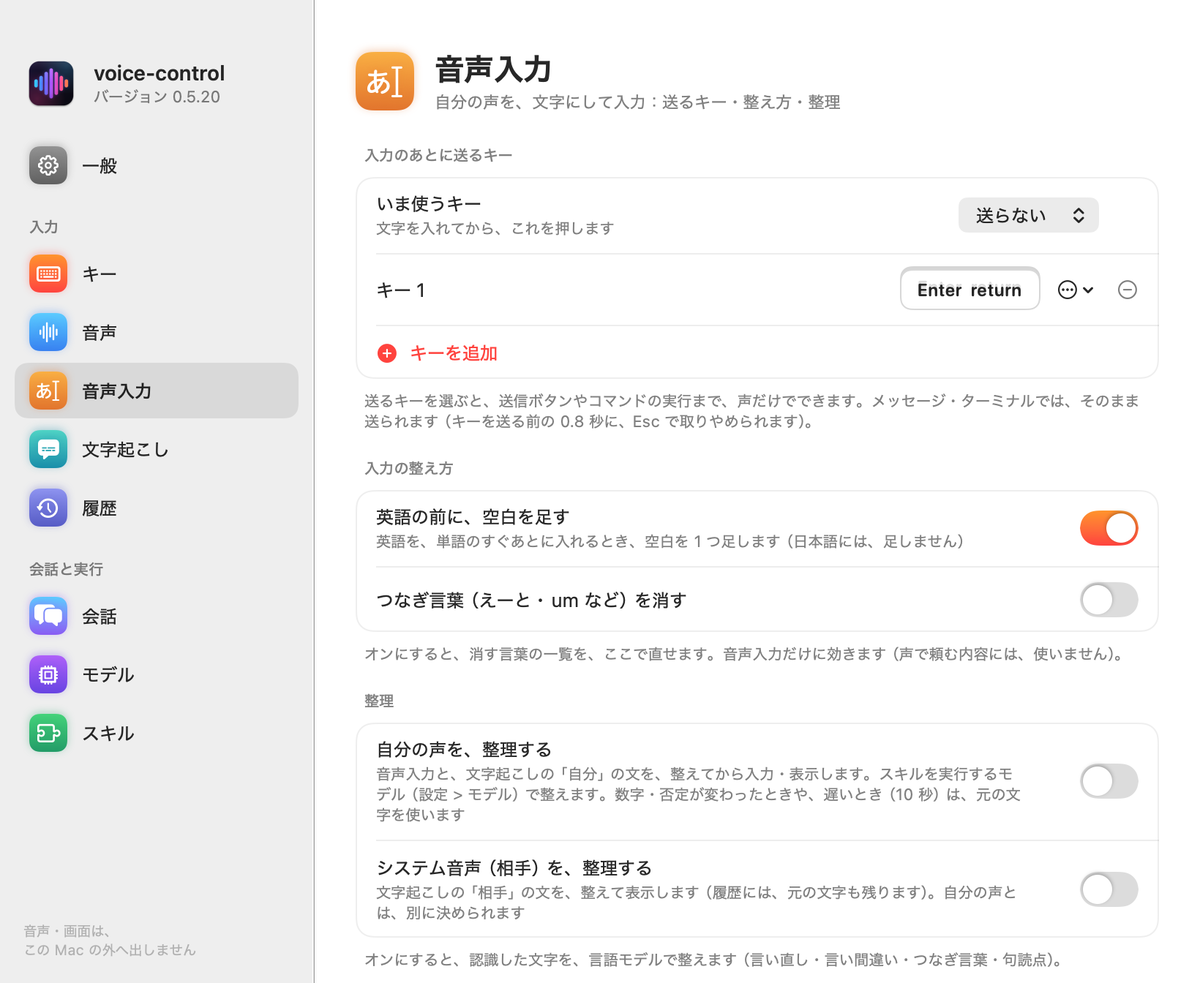 voice-control
バージョン 0.5.20
一般
入力
キー
音声
あ
音声入力
文字起こし
履歴
会話と実行
会話
モデル
スキル
音声・画面は、
この Mac の外へ出しません
あ
音声入力
自分の声を、文字にして入力：送るキー・整え方・整理
入力のあとに送るキー
いま使うキー
文字を入れてから、これを押します
送らない
キー 1
Enter return
キーを追加
送るキーを選ぶと、送信ボタンやコマンドの実行まで、声だけでできます。メッセージ・ターミナルでは、そのまま
送られます（キーを送る前の 0.8 秒に、Esc で取りやめられます）。
入力の整え方
英語の前に、空白を足す
英語を、単語のすぐあとに入れるとき、空白を 1 つ足します（日本語には、足しません）
つなぎ言葉（えーと・um など）を消す
オンにすると、消す言葉の一覧を、ここで直せます。音声入力だけに効きます（声で頼む内容には、使いません）。
整理
自分の声を、整理する
音声入力と、文字起こしの「自分」の文を、整えてから入力・表示します。スキルを実行するモ
デル（設定 > モデル）で整えます。数字・否定が変わったときや、遅いとき（10 秒）は、元の文
字を使います
システム音声（相手）を、整理する
文字起こしの「相手」の文を、整えて表示します（履歴には、元の文字も残ります）。自分の声と
は、別に決められます
オンにすると、認識した文字を、言語モデルで整えます（言い直し・言い間違い・つなぎ言葉・句読点）。